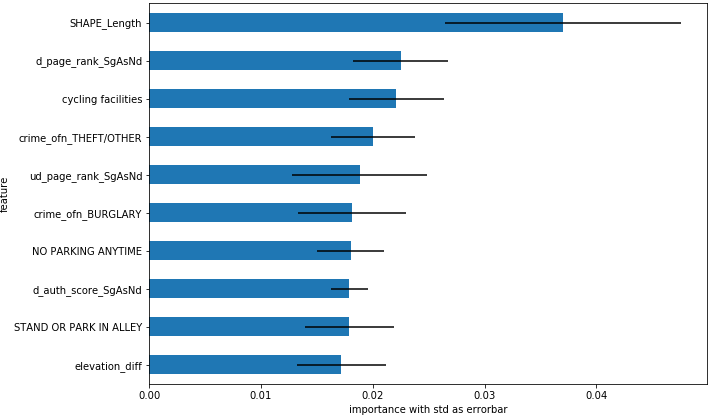 SHAPE_Length
d_page_rank_SgAsNd
cycling facilities
crime_ofn_THEFT/OTHER
ud_page_rank_SgAsNd
crime_ofn_BURGLARY
NO PARKING ANYTIME
d_auth_score_SgAsNd
STAND OR PARK IN ALLEY
elevation_diff
feature
0.00 0.01 0.02 0.03 0.04
importance with std as errorbar